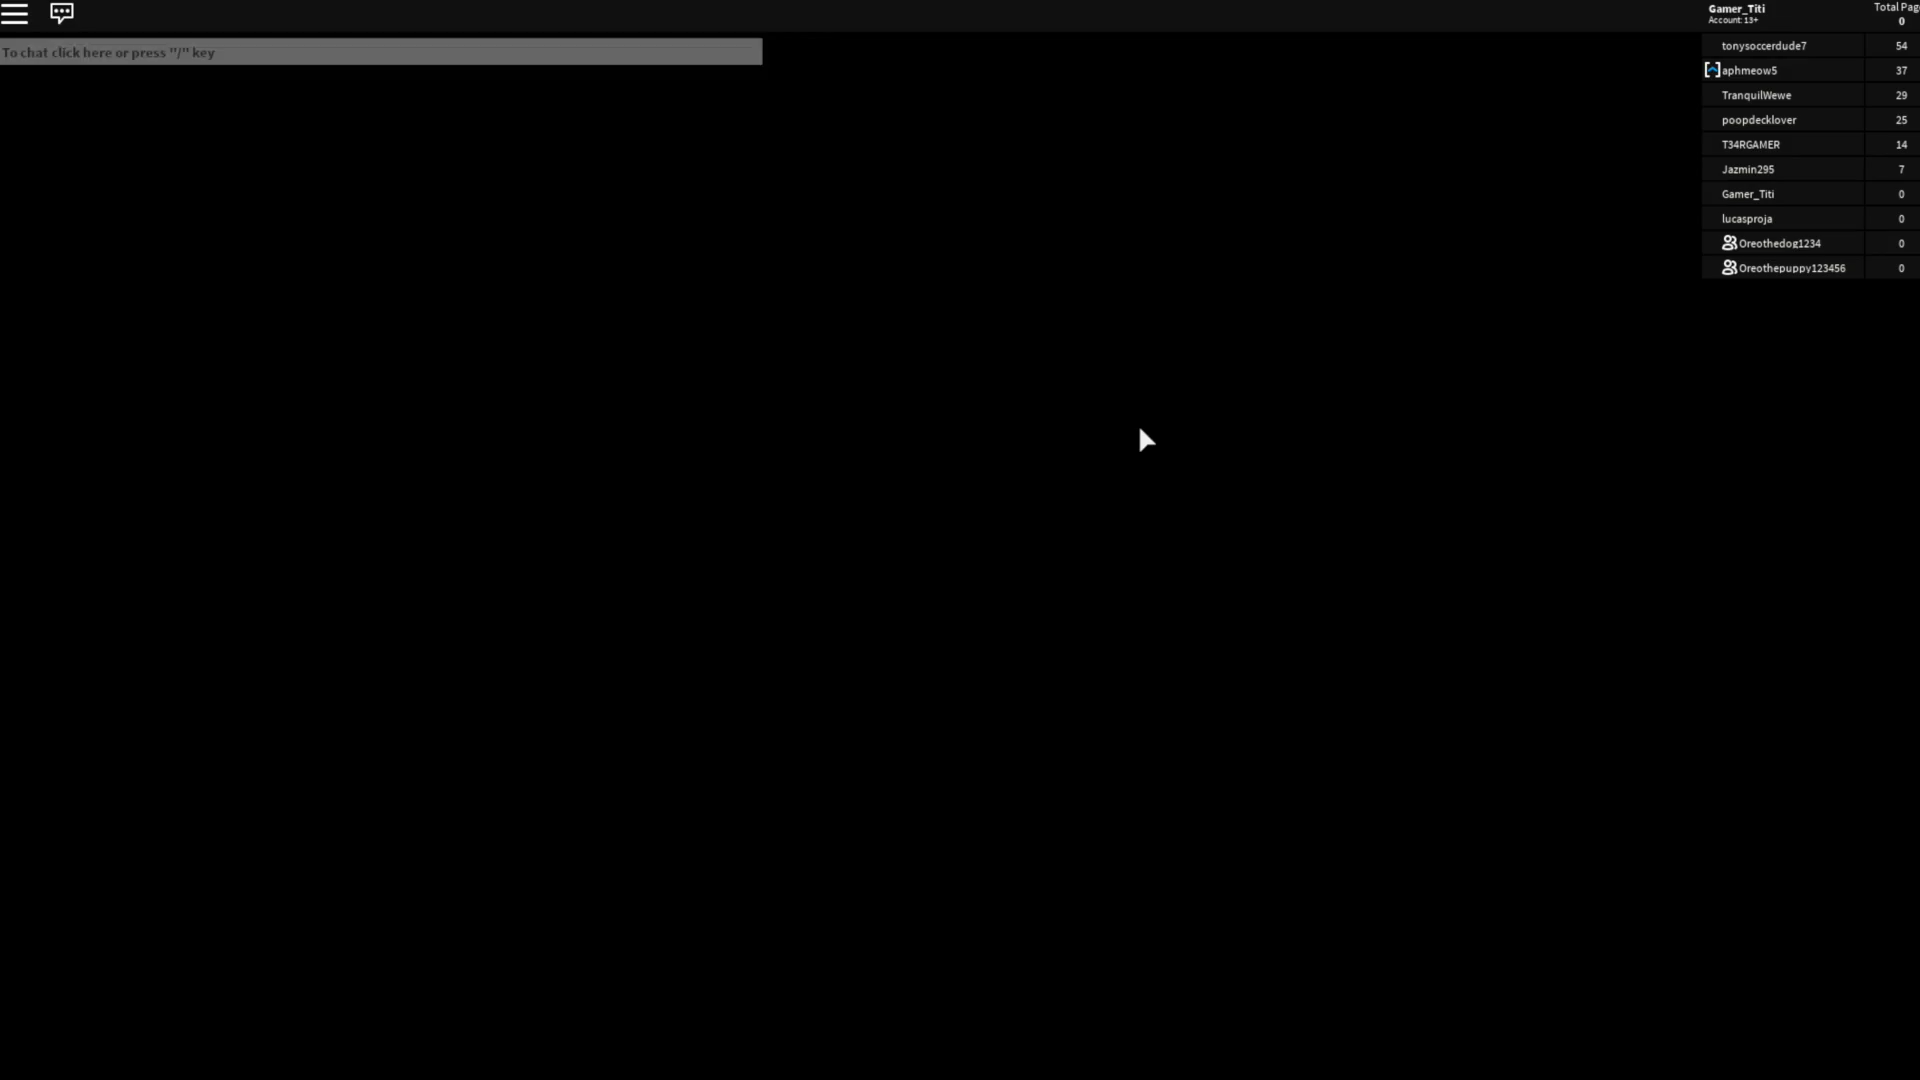 Gamer_Titi
Account: 13+
Total Pag
0
To chat click here or press "/" key
tonysoccerdude7 54
aphmeow5 37
TranquilWewe 29
poopdecklover 25
T34RGAMER 14
Jazmin295 7
Gamer_Titi 0
lucasproja 0
Oreothedog1234 0
Oreothepuppy123456 0